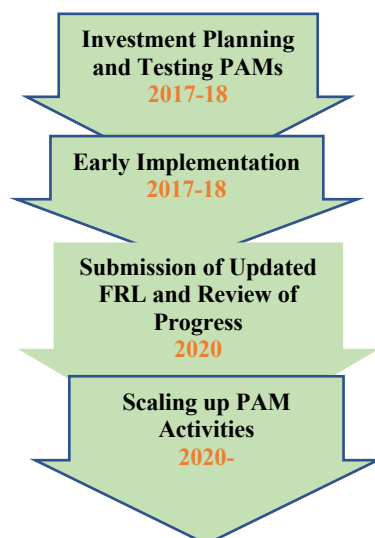 Investment Planning
and Testing PAMs
2017-18
Early Implementation
2017-18
Submission of Updated
FRL and Review of
Progress
2020
Scaling up PAM
Activities
2020-